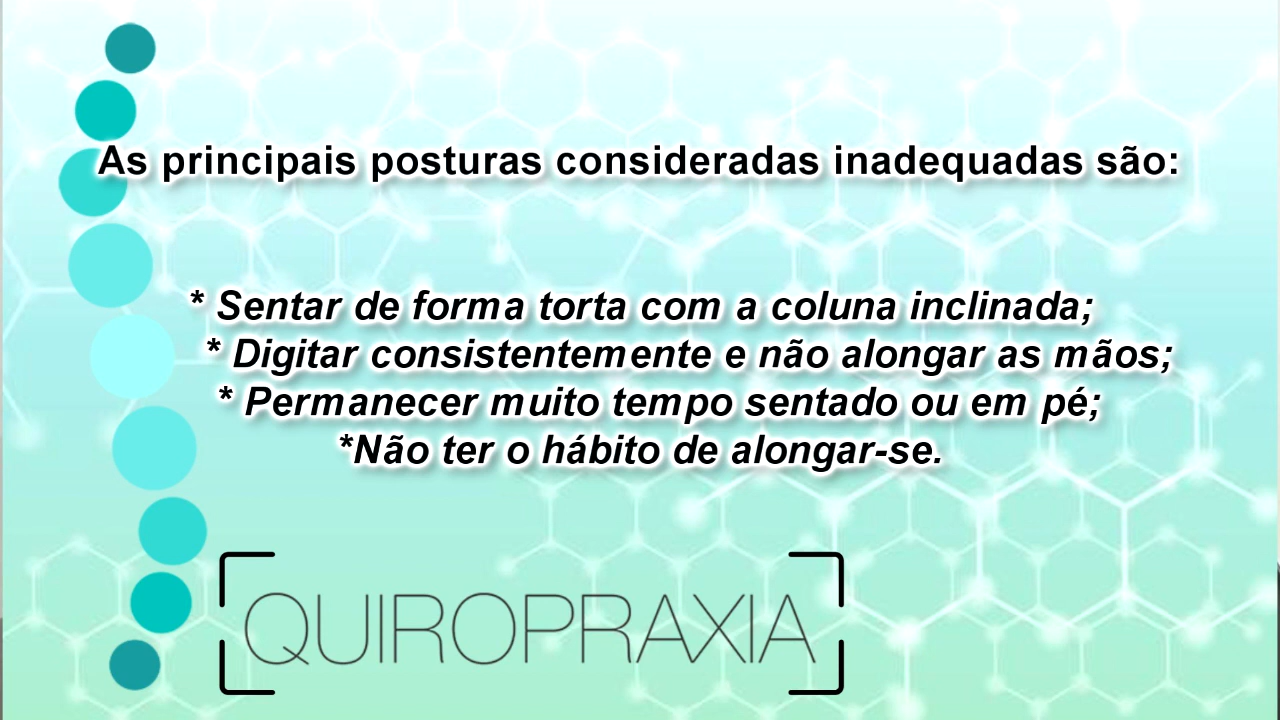 As principais posturas consideradas inadequadas são:
* Sentar de forma torta com a coluna inclinada;
* Digitar consistentemente e não alongar as mãos;
* Permanecer muito tempo sentado ou em pé;
*Não ter o hábito de alongar-se.
QUIROPRAXIA